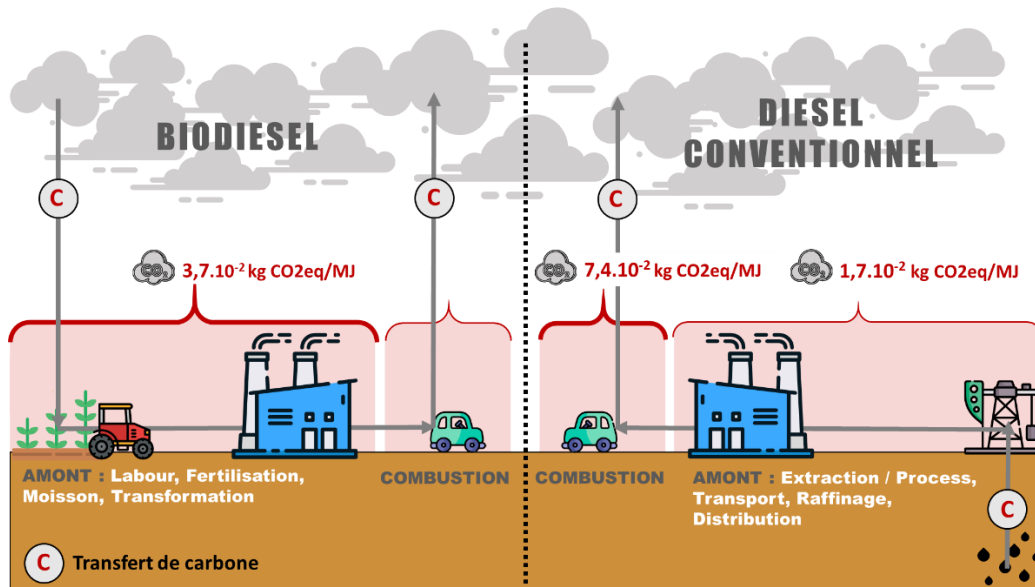 BIODIESEL
DIESEL
CONVENTIONNEL
C
C
C
CO₂ 3,7.10⁻² kg CO2eq/MJ
CO₂ 7,4.10⁻² kg CO2eq/MJ
CO₂ 1,7.10⁻² kg CO2eq/MJ
AMONT : Labour, Fertilisation,
Moisson, Transformation
COMBUSTION
COMBUSTION
AMONT : Extraction / Process,
Transport, Raffinage,
Distribution
C
C Transfert de carbone